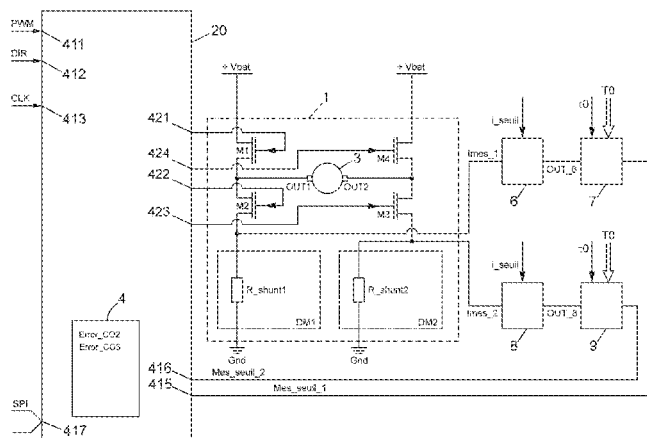 PWM
411
DIR
412
CLK
413
20
+ Vbat
+ Vbat
1
421
424
422
423
M1
M4
3
OUT1
OUT2
M2
M3
R_shunt1
R_shunt2
DM1
DM2
Gnd
Gnd
Imes_1
i_seuil
6
OUT_6
t0
T0
7
Imes_2
i_seuil
8
OUT_8
t0
T0
9
4
Error_CC2
Mes_seuil_2
416
415
Mes_seuil_1
SPI
417